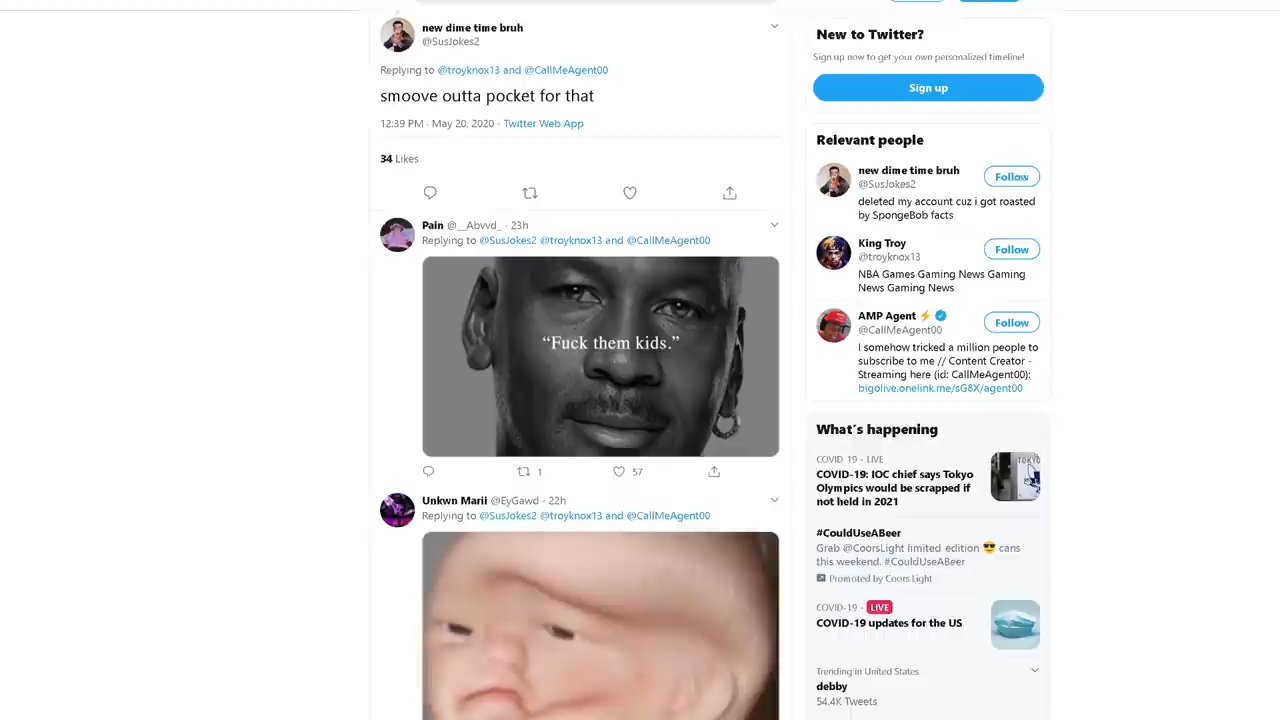 new dime time bruh
@SusJokes2
Replying to @troyknox13 and @CallMeAgent00
smoove outta pocket for that
12:39 PM · May 20, 2020 · Twitter Web App
34 Likes
Pain @__Abvvd_ · 23h
Replying to @SusJokes2 @troyknox13 and @CallMeAgent00
“Fuck them kids.”
1
57
Unkwn Marii @EyGawd · 22h
Replying to @SusJokes2 @troyknox13 and @CallMeAgent00
New to Twitter?
Sign up now to get your own personalized timeline!
Sign up
Relevant people
new dime time bruh
@SusJokes2
Follow
deleted my account cuz i got roasted
by SpongeBob facts
King Troy
@troyknox13
Follow
NBA Games Gaming News Gaming
News Gaming News
AMP Agent ⚡
@CallMeAgent00
Follow
I somehow tricked a million people to
subscribe to me // Content Creator -
Streaming here (id: CallMeAgent00):
bigolive.onelink.me/sG8X/agent00
What’s happening
COVID-19 · LIVE
COVID-19: IOC chief says Tokyo
Olympics would be scrapped if
not held in 2021
TOKYO
#CouldUseABeer
Grab @CoorsLight limited edition 😎 cans
this weekend. #CouldUseABeer
Promoted by Coors Light
COVID-19 · LIVE
COVID-19 updates for the US
Trending in United States
debby
54.4K Tweets